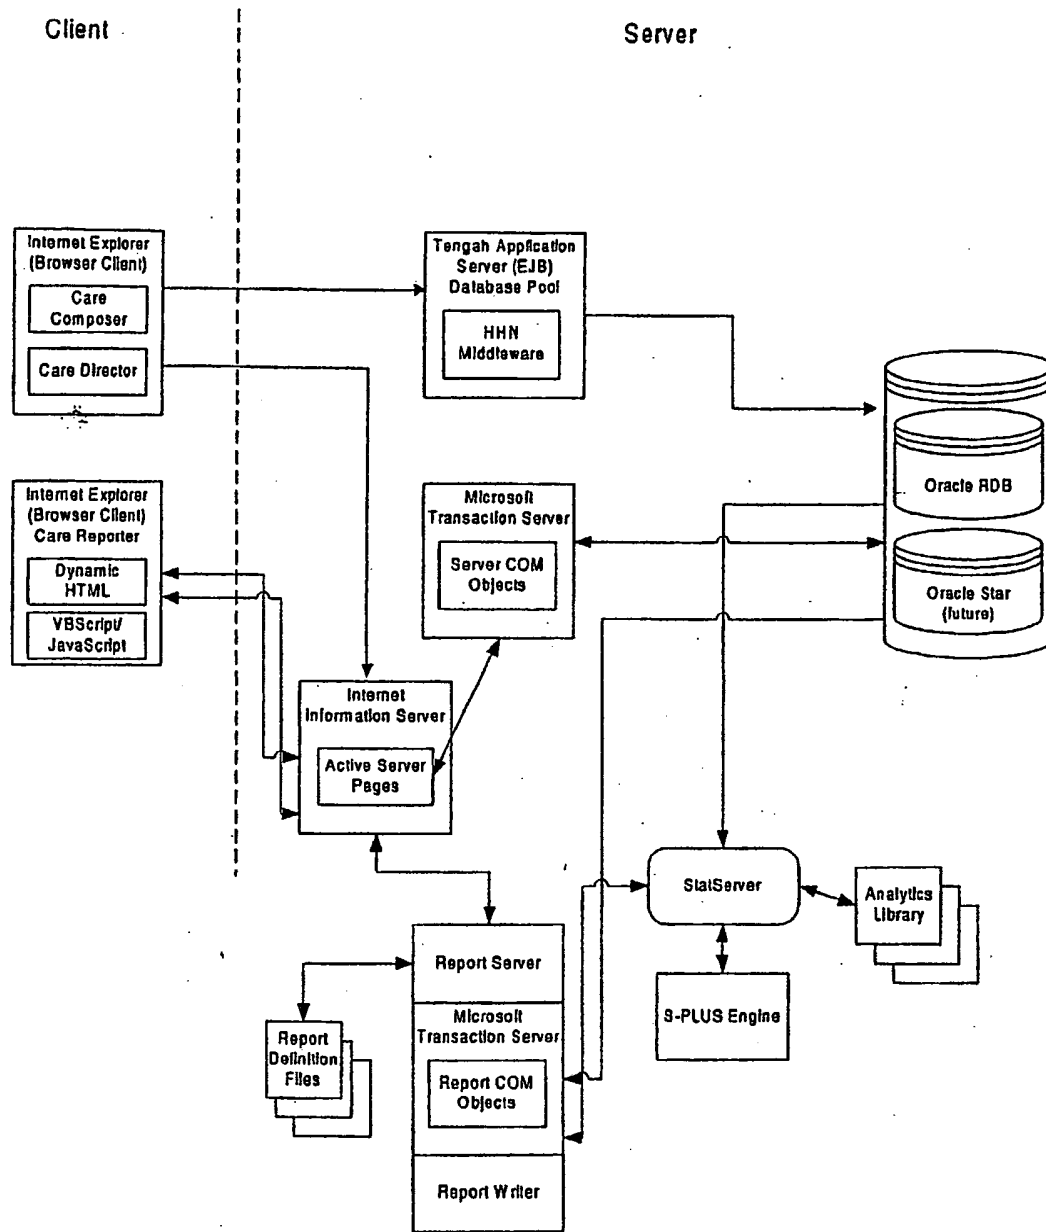 Client
Server
Internet Explorer
(Browser Client)
Care
Composer
Care Director
Tengah Application
Server (EJB)
Database Pool
HHN
Middleware
Oracle RDB
Oracle Star
(future)
Internet Explorer
(Browser Client)
Care Reporter
Dynamic
HTML
VBScript/
JavaScript
Microsoft
Transaction Server
Server COM
Objects
Internet
Information Server
Active Server
Pages
StatServer
Analytics
Library
S-PLUS Engine
Report Server
Microsoft
Transaction Server
Report COM
Objects
Report Writer
Report
Definition
Files